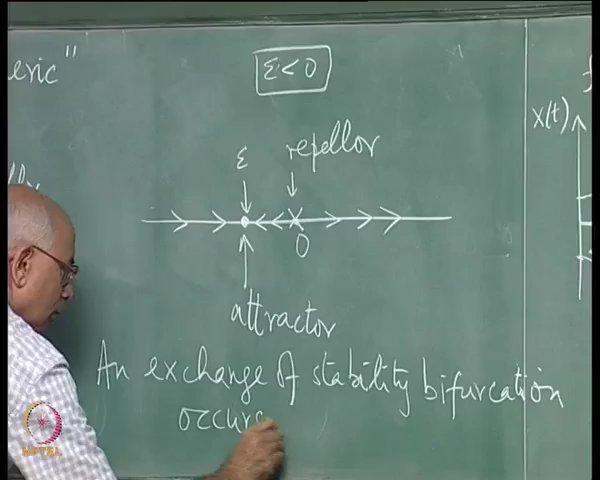 eric"
ε<0
x(t)
ε repellor
0
attractor
An exchange of stability bifurcation
occurs
NPTEL